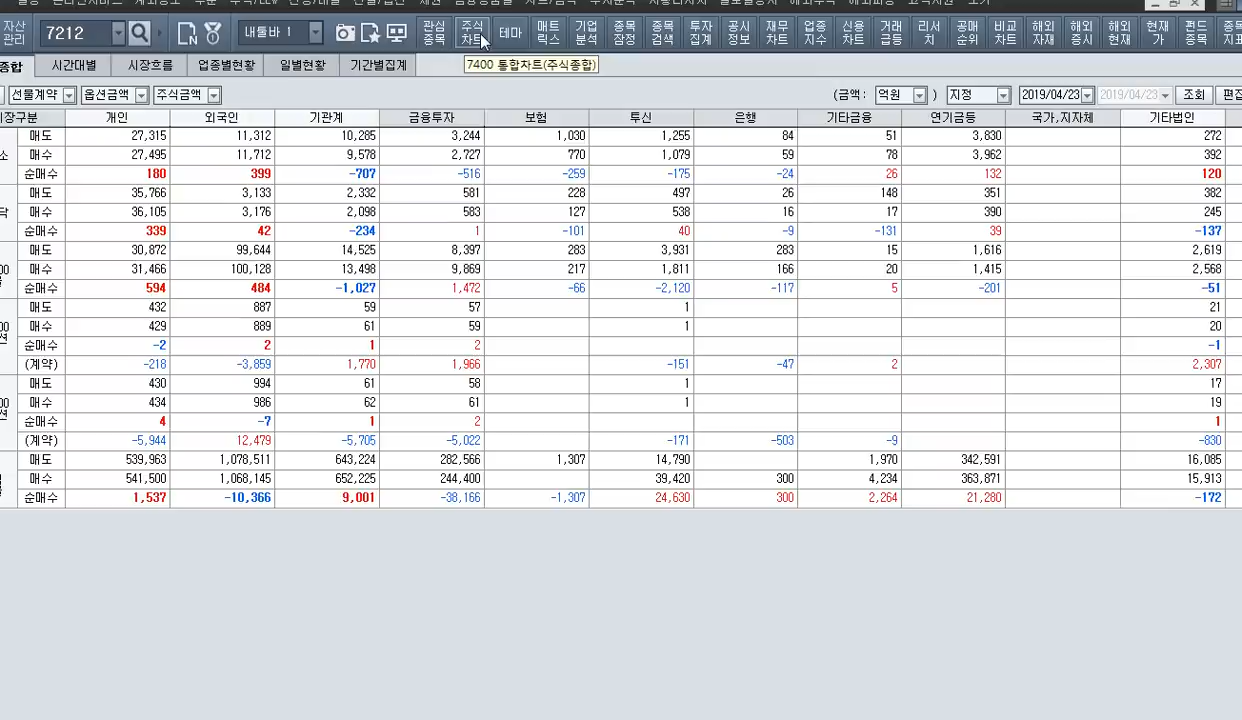 자산
관리
7212
내툴바 1
관심
종목
주식
차트
테마
매트
릭스
기업
분석
종목
잠정
종목
검색
투자
집계
공시
정보
재무
차트
업종
지수
신용
차트
거래
급등
리서
치
공매
순위
비교
차트
해외
자재
해외
증시
해외
현재
현재
가
펀드
종목
종합 시간대별 시장흐름 업종별현황 일별현황 기간별집계
7400 통합차트(주식종합)
선물계약 옵션금액 주식금액 (금액: 억원 ) 지정 2019/04/23 2019/04/23 조회 편집
장구분 개인 외국인 기관계 금융투자 보험 투신 은행 기타금융 연기금등 국가,지자체 기타법인
매도 27,315 11,312 10,285 3,244 1,030 1,255 84 51 3,830 272
소 매수 27,495 11,712 9,578 2,727 770 1,079 59 78 3,962 392
순매수 180 399 -707 -516 -259 -175 -24 26 132 120
매도 35,766 3,133 2,332 581 228 497 26 148 351 382
닥 매수 36,105 3,176 2,098 583 127 538 16 17 390 245
순매수 339 42 -234 1 -101 40 -9 -131 39 -137
매도 30,872 99,644 14,525 8,397 283 3,931 283 15 1,616 2,619
매수 31,466 100,128 13,498 9,869 217 1,811 166 20 1,415 2,568
순매수 594 484 -1,027 1,472 -66 -2,120 -117 5 -201 -51
매도 432 887 59 57 1 21
매수 429 889 61 59 1 20
순매수 -2 2 1 2 -1
(계약) -218 -3,859 1,770 1,966 -151 -47 2 2,307
매도 430 994 61 58 1 17
매수 434 986 62 61 1 19
순매수 4 -7 1 2 1
(계약) -5,944 12,479 -5,705 -5,022 -171 -503 -9 -830
매도 539,963 1,078,511 643,224 282,566 1,307 14,790 1,970 342,591 16,085
매수 541,500 1,068,145 652,225 244,400 39,420 300 4,234 363,871 15,913
순매수 1,537 -10,366 9,001 -38,166 -1,307 24,630 300 2,264 21,280 -172